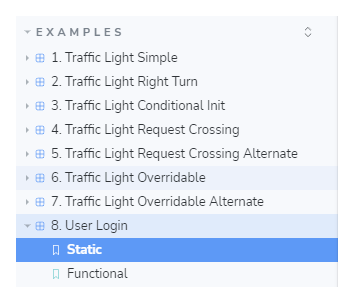 EXAMPLES
1. Traffic Light Simple
2. Traffic Light Right Turn
3. Traffic Light Conditional Init
4. Traffic Light Request Crossing
5. Traffic Light Request Crossing Alternate
6. Traffic Light Overridable
7. Traffic Light Overridable Alternate
8. User Login
Static
Functional